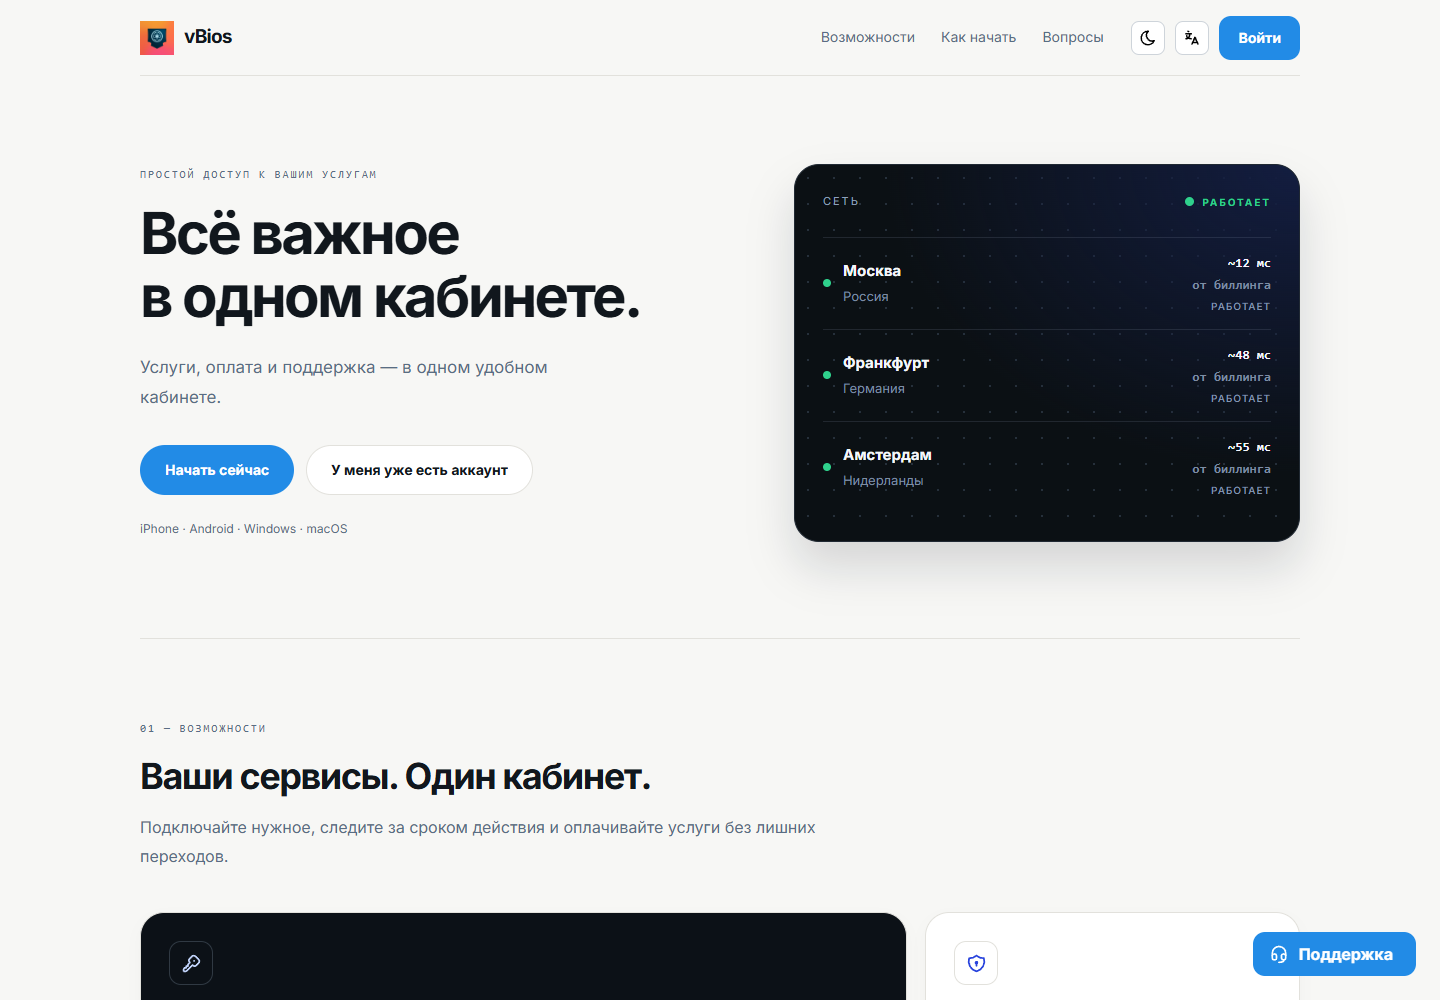 vBios
Возможности
Как начать
Вопросы
Войти
ПРОСТОЙ ДОСТУП К ВАШИМ УСЛУГАМ
Всё важное
в одном кабинете.
Услуги, оплата и поддержка — в одном удобном
кабинете.
Начать сейчас
У меня уже есть аккаунт
iPhone · Android · Windows · macOS
СЕТЬ
РАБОТАЕТ
Москва
Россия
~12 мс
от биллинга
РАБОТАЕТ
Франкфурт
Германия
~48 мс
от биллинга
РАБОТАЕТ
Амстердам
Нидерланды
~55 мс
от биллинга
РАБОТАЕТ
01 — ВОЗМОЖНОСТИ
Ваши сервисы. Один кабинет.
Подключайте нужное, следите за сроком действия и оплачивайте услуги без лишних
переходов.
Поддержка